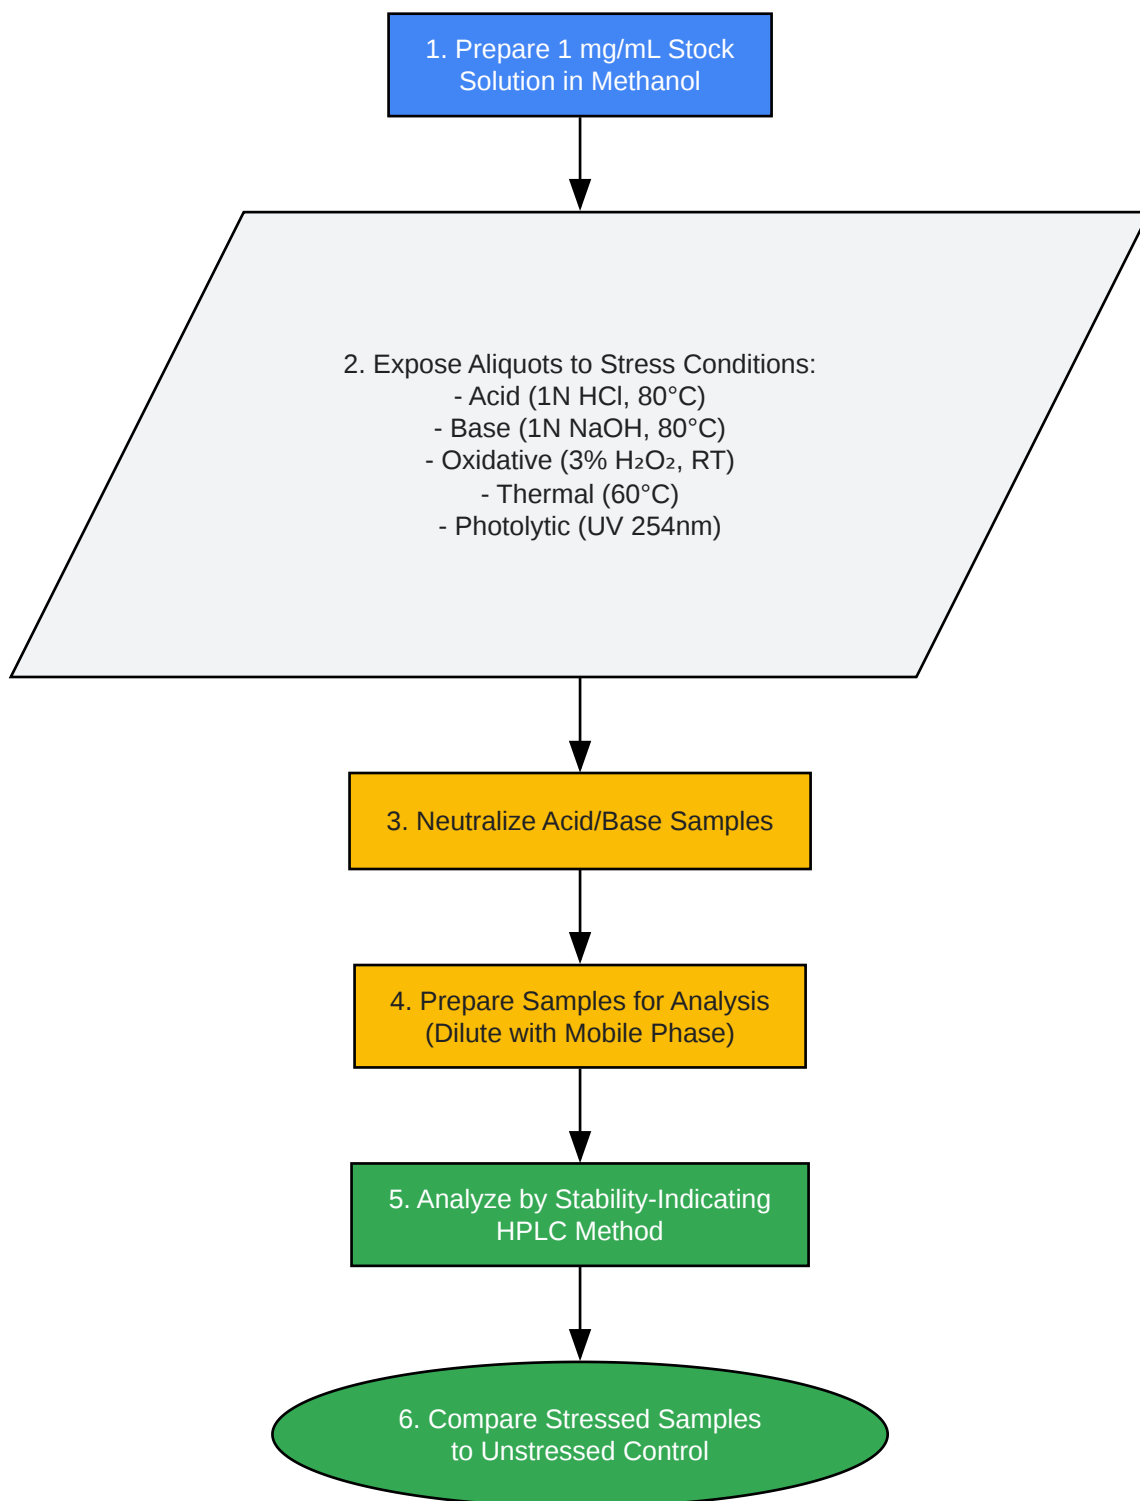 1. Prepare 1 mg/mL Stock
Solution in Methanol
2. Expose Aliquots to Stress Conditions:
- Acid (1N HCl, 80°C)
- Base (1N NaOH, 80°C)
- Oxidative (3% H₂O₂, RT)
- Thermal (60°C)
- Photolytic (UV 254nm)
3. Neutralize Acid/Base Samples
4. Prepare Samples for Analysis
(Dilute with Mobile Phase)
5. Analyze by Stability-Indicating
HPLC Method
6. Compare Stressed Samples
to Unstressed Control